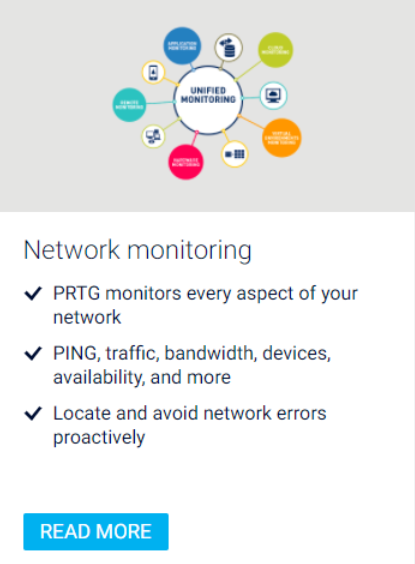 APPLICATION
MONITORING
CLOUD
MONITORING
UNIFIED
MONITORING
REMOTE
MONITORING
VIRTUAL
ENVIRONMENTS
MONITORING
HARDWARE
MONITORING
Network monitoring
PRTG monitors every aspect of your
network
PING, traffic, bandwidth, devices,
availability, and more
Locate and avoid network errors
proactively
READ MORE